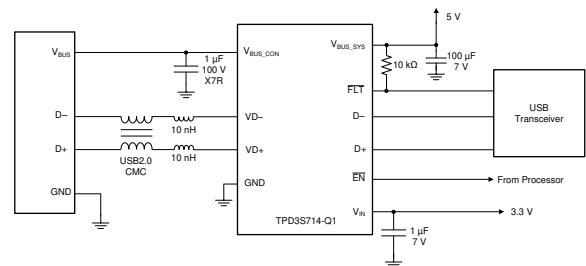 5 V
V_BUS
1 µF
100 V
X7R
V_BUS_CON
V_BUS_SYS
10 kΩ
100 µF
7 V
FLT
USB
Transceiver
D–
10 nH
VD–
D–
D+
USB2.0
CMC
10 nH
VD+
D+
GND
GND
EN
From Processor
TPD3S714-Q1
V_IN
3.3 V
1 µF
7 V